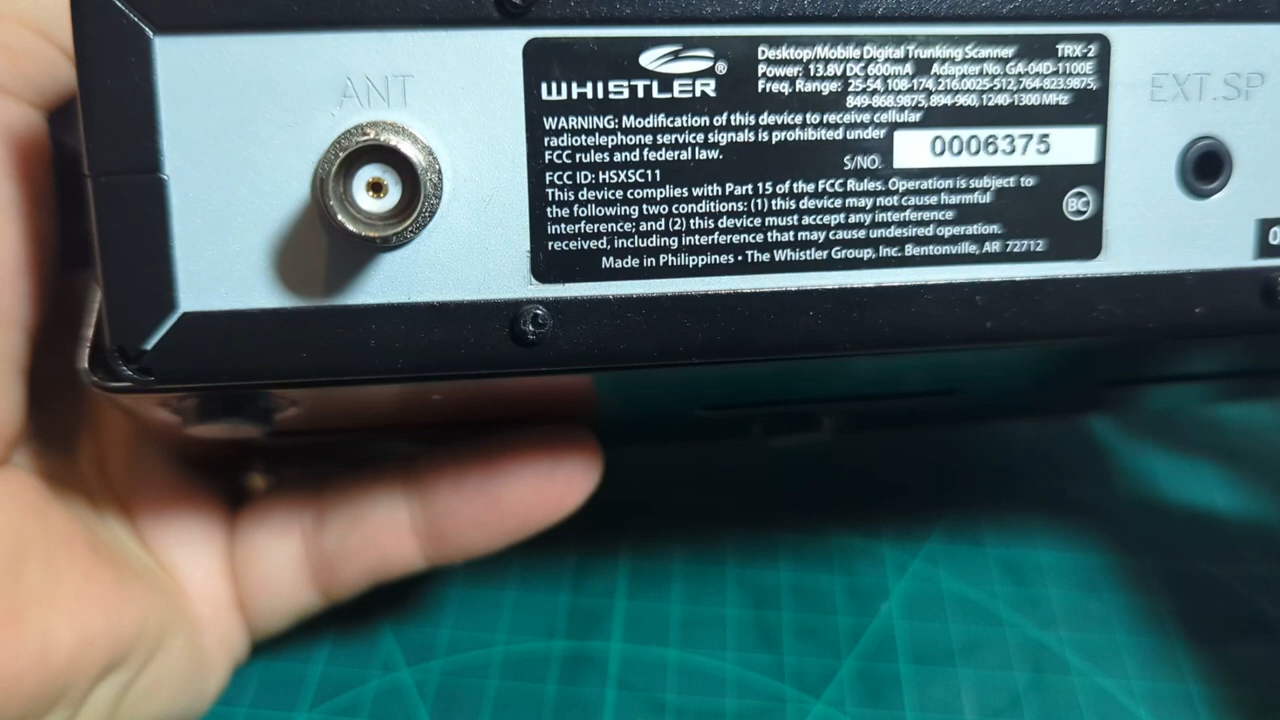 ANT
WHISTLER®
Desktop/Mobile Digital Trunking Scanner TRX-2
Power: 13.8V DC 600mA Adapter No. GA-04D-1100E
Freq. Range: 25-54, 108-174, 216.0025-512, 764-823.9875,
849-868.9875, 894-960, 1240-1300 MHz
WARNING: Modification of this device to receive cellular
radiotelephone service signals is prohibited under
FCC rules and federal law.
S/NO. 0006375
FCC ID: HSXSC11
This device complies with Part 15 of the FCC Rules. Operation is subject to
the following two conditions: (1) this device may not cause harmful
interference; and (2) this device must accept any interference
received, including interference that may cause undesired operation.
BC
Made in Philippines • The Whistler Group, Inc. Bentonville, AR 72712
EXT.SP
0